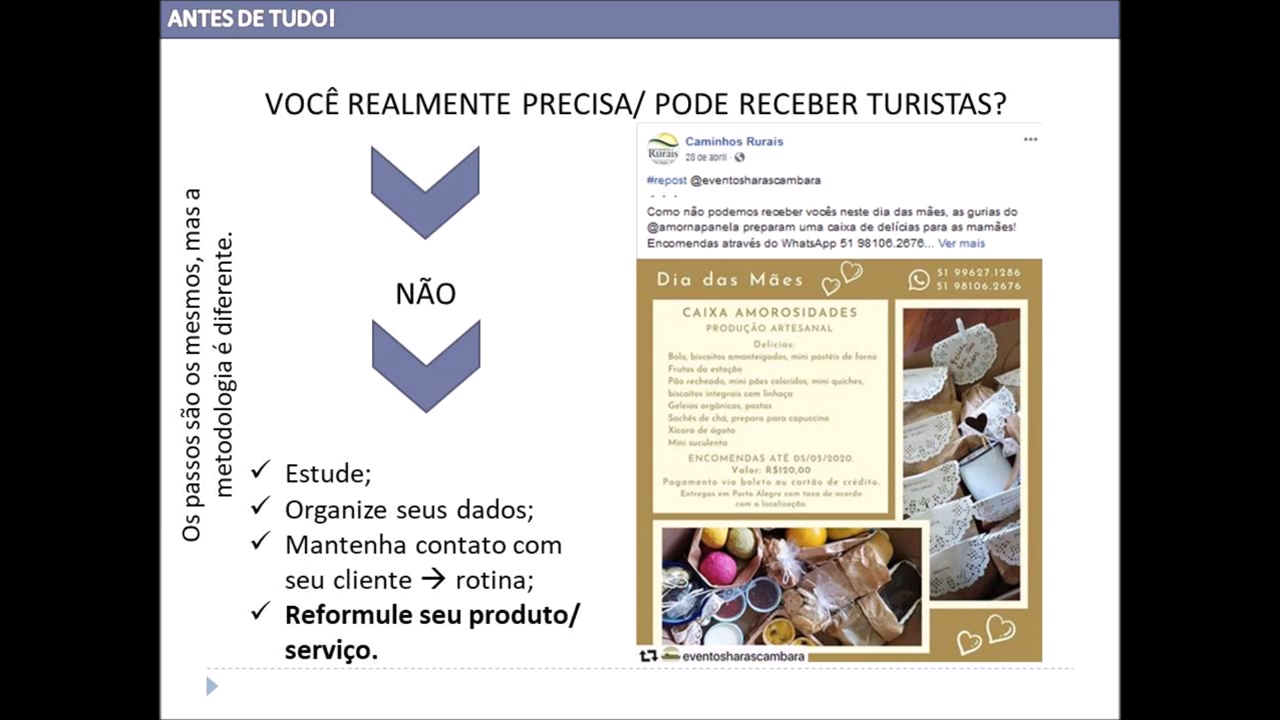 ANTES DE TUDO!
VOCÊ REALMENTE PRECISA/ PODE RECEBER TURISTAS?
Os passos são os mesmos, mas a
metodologia é diferente.
NÃO
✓ Estude;
✓ Organize seus dados;
✓ Mantenha contato com
seu cliente → rotina;
✓ Reformule seu produto/
serviço.
Rurais
Caminhos Rurais
28 de abril ·
#repost @eventosharascambara
· · ·
Como não podemos receber vocês neste dia das mães, as gurias do
@amornapanela preparam uma caixa de delícias para as mamães!
Encomendas através do WhatsApp 51 98106.2676... Ver mais
Dia das Mães
51 99627.1286
51 98106.2676
CAIXA AMOROSIDADES
PRODUÇÃO ARTESANAL
Delícias:
Bolo, biscoitos amanteigados, mini pastéis de forno
Frutas da estação
Pão recheado, mini pães coloridos, mini quiches,
biscoitos integrais com linhaça
Geleias orgânicas, pastas
Sachês de chá, preparo para capuccino
Xícara de ágata
Mini suculenta
ENCOMENDAS ATÉ 05/05/2020.
Valor: R$120,00
Pagamento via boleto ou cartão de crédito.
Entregas em Porto Alegre com taxa de acordo
com a localização.
eventosharascambara